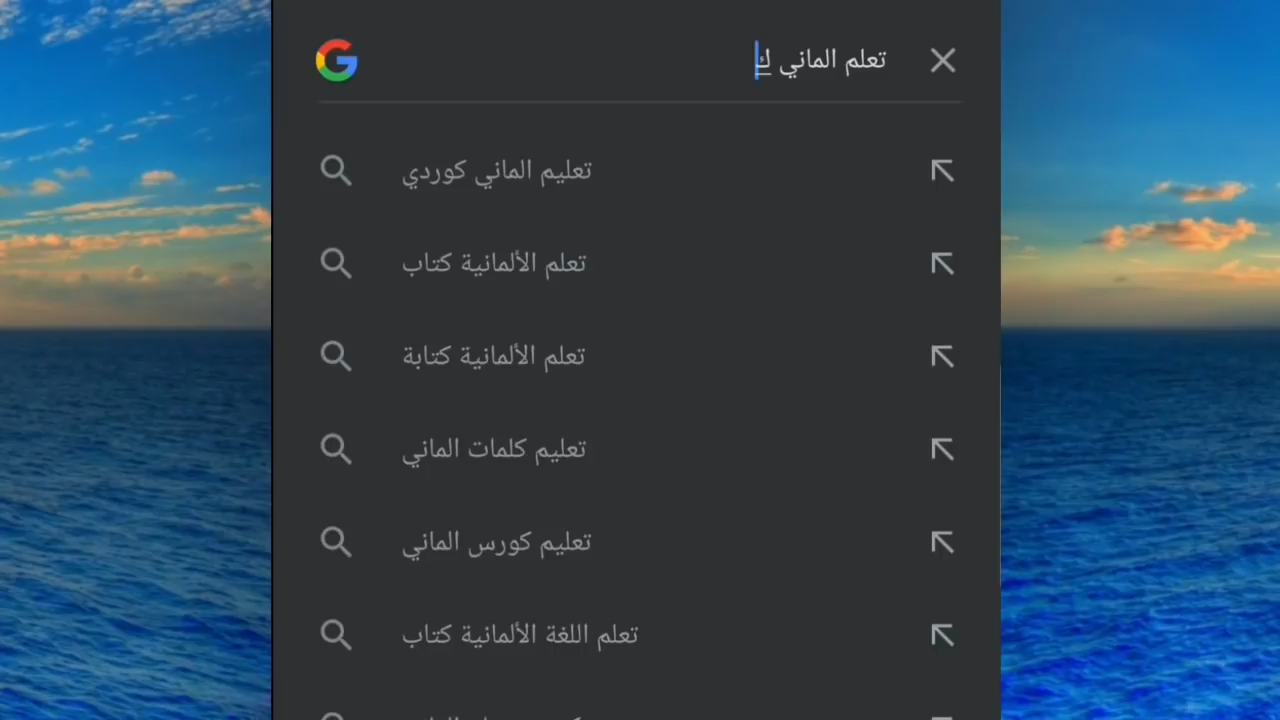 تعلم الماني ك
تعليم الماني كوردي
تعلم الألمانية كتاب
تعلم الألمانية كتابة
تعليم كلمات الماني
تعليم كورس الماني
تعلم اللغة الألمانية كتاب